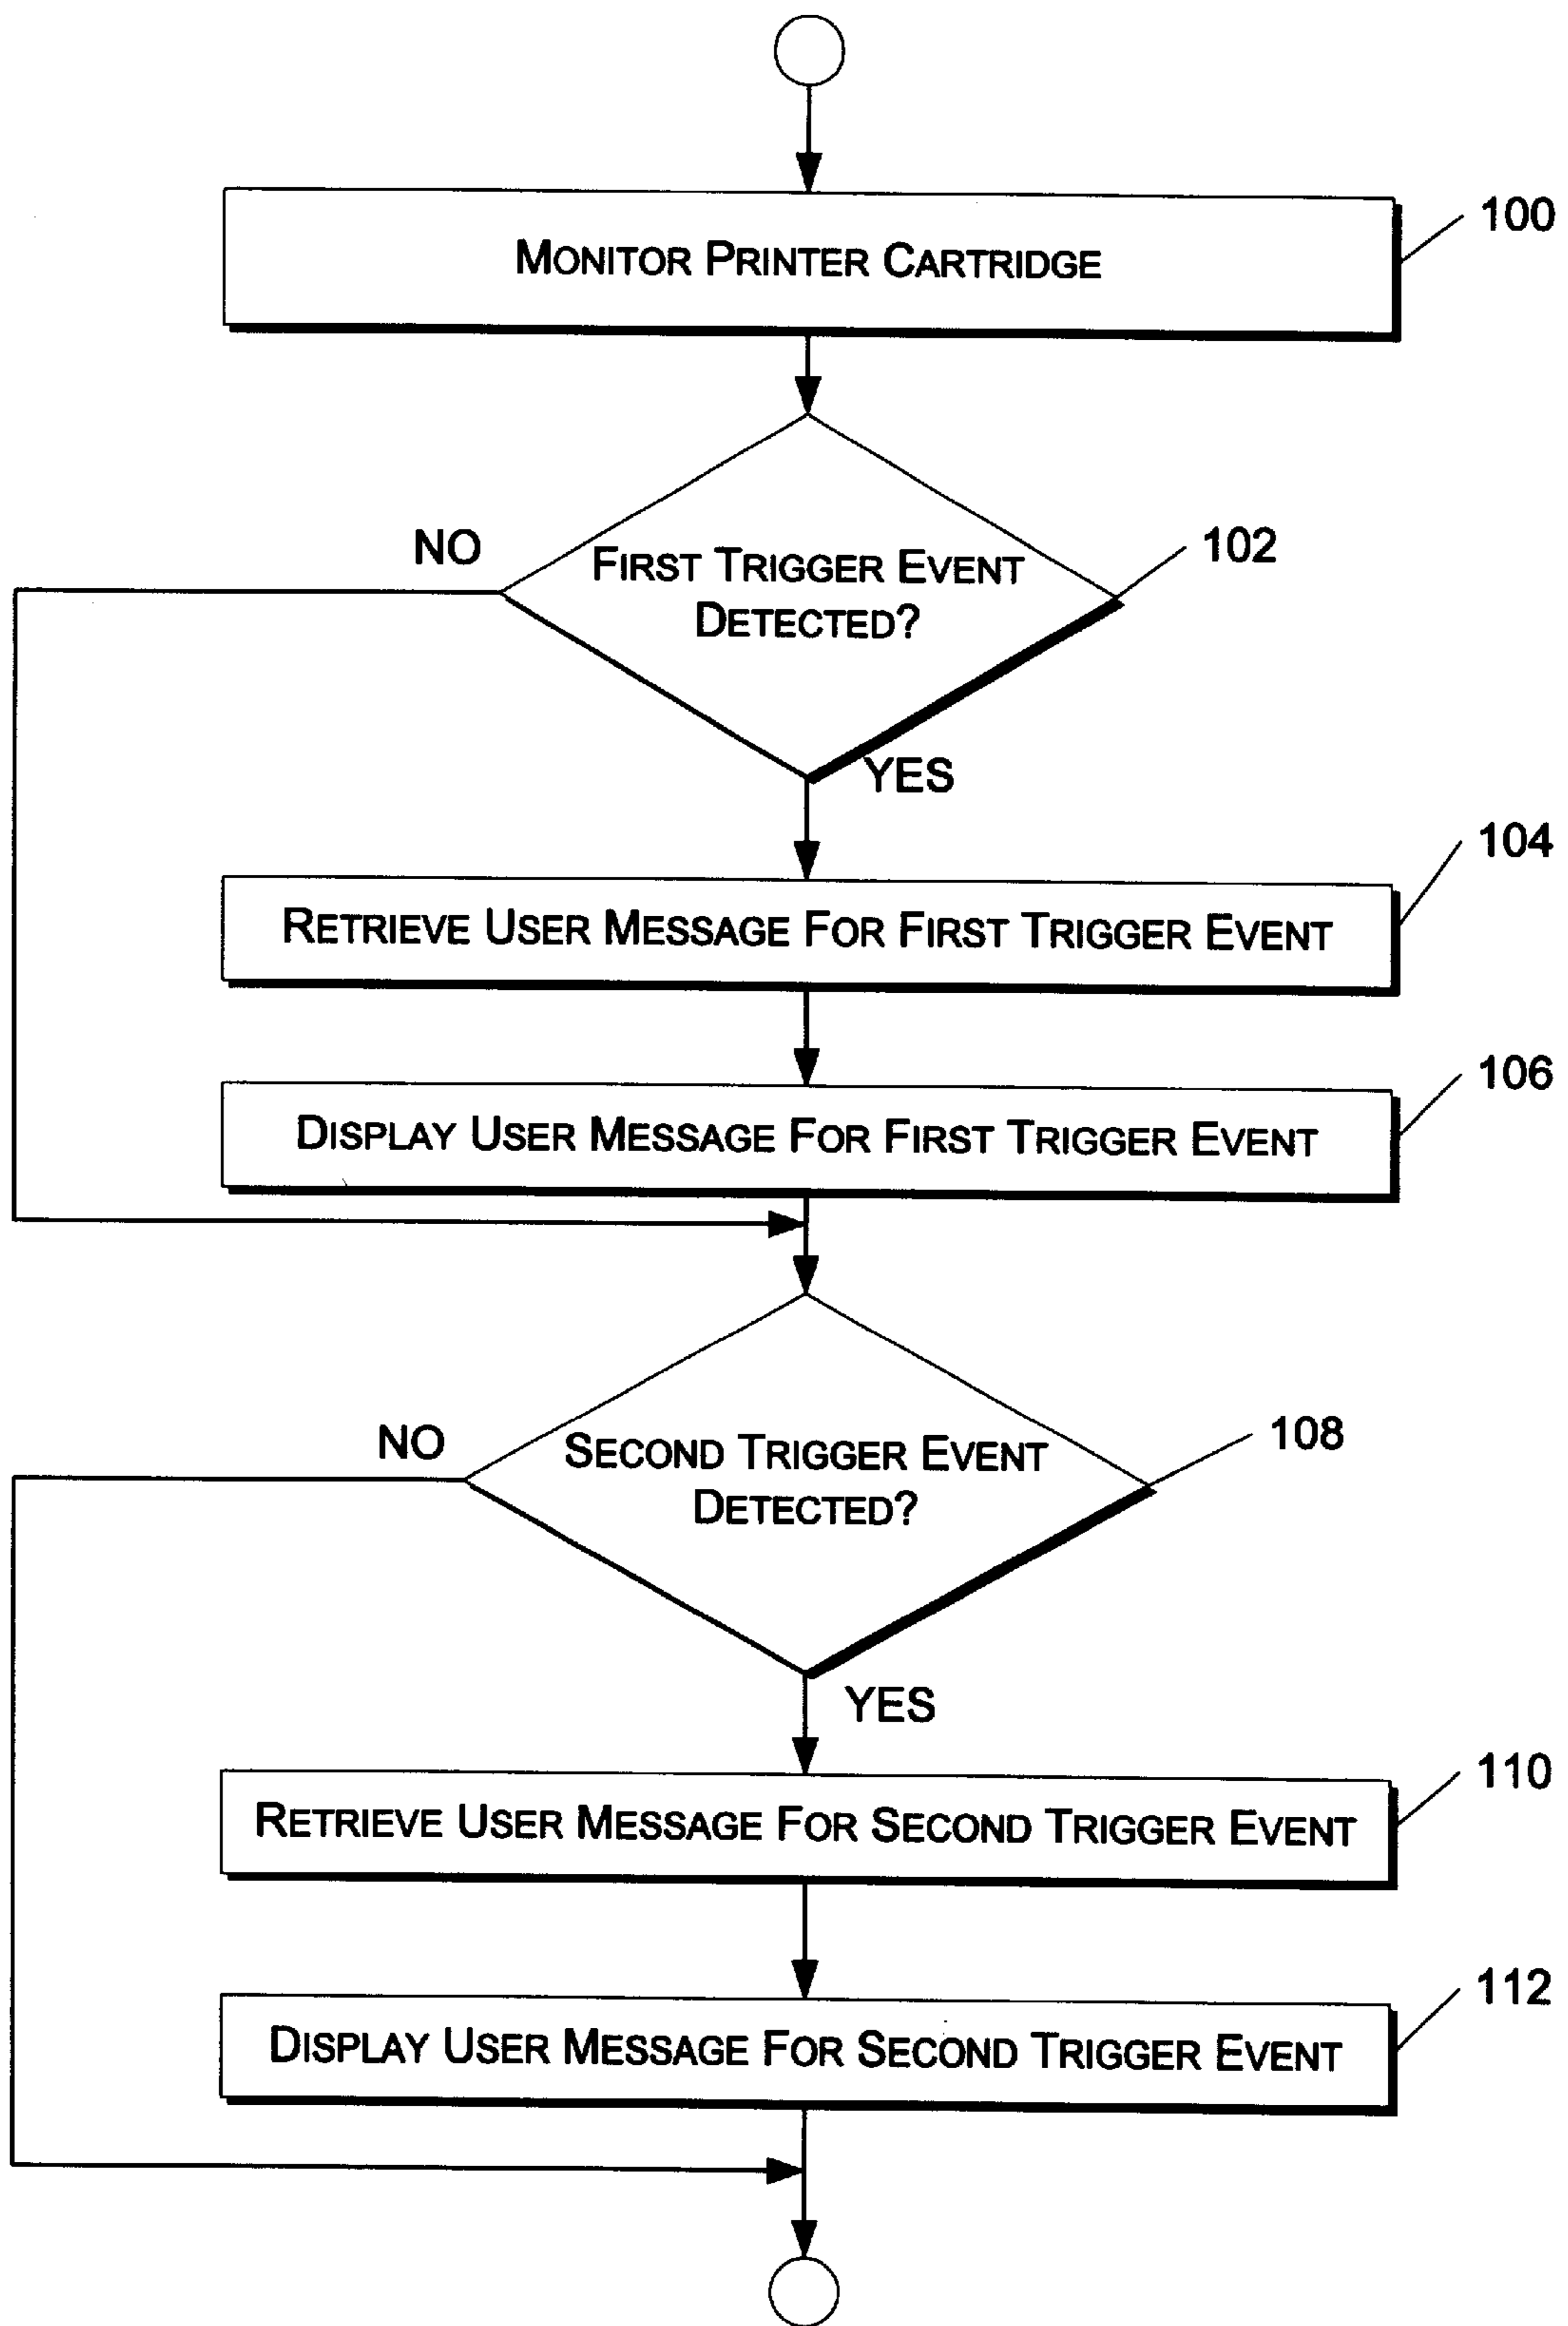 100
MONITOR PRINTER CARTRIDGE
102
NO
FIRST TRIGGER EVENT
DETECTED?
YES
104
RETRIEVE USER MESSAGE FOR FIRST TRIGGER EVENT
106
DISPLAY USER MESSAGE FOR FIRST TRIGGER EVENT
108
NO
SECOND TRIGGER EVENT
DETECTED?
YES
110
RETRIEVE USER MESSAGE FOR SECOND TRIGGER EVENT
112
DISPLAY USER MESSAGE FOR SECOND TRIGGER EVENT